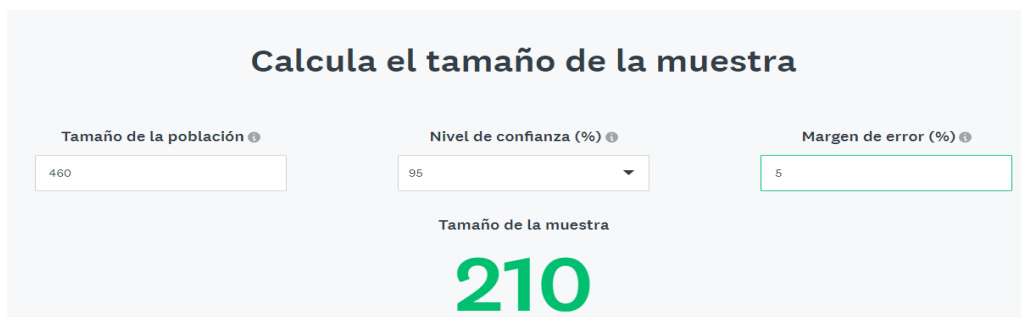 Calcula el tamaño de la muestra
Tamaño de la población
Nivel de confianza (%)
Margen de error (%)
460
95
5
Tamaño de la muestra
210